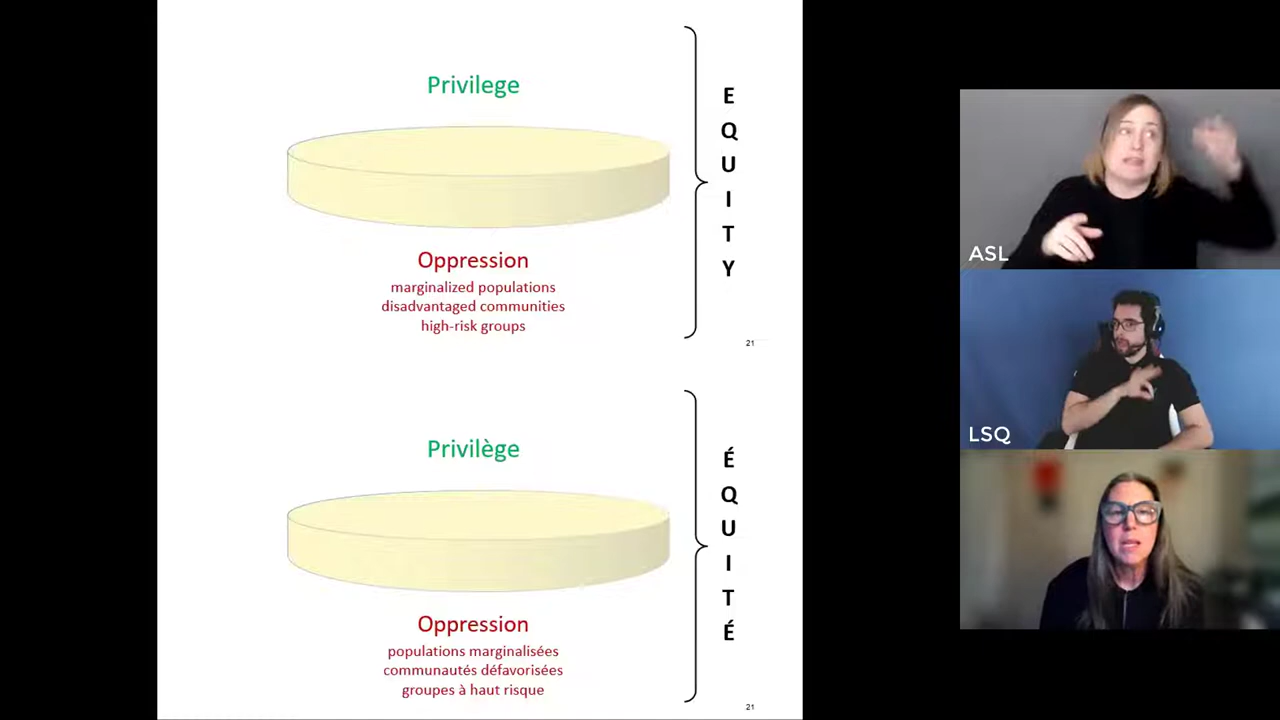 Privilege
Oppression
marginalized populations
disadvantaged communities
high-risk groups
E
Q
U
I
T
Y
21
Privilège
Oppression
populations marginalisées
communautés défavorisées
groupes à haut risque
É
Q
U
I
T
É
21
ASL
LSQ